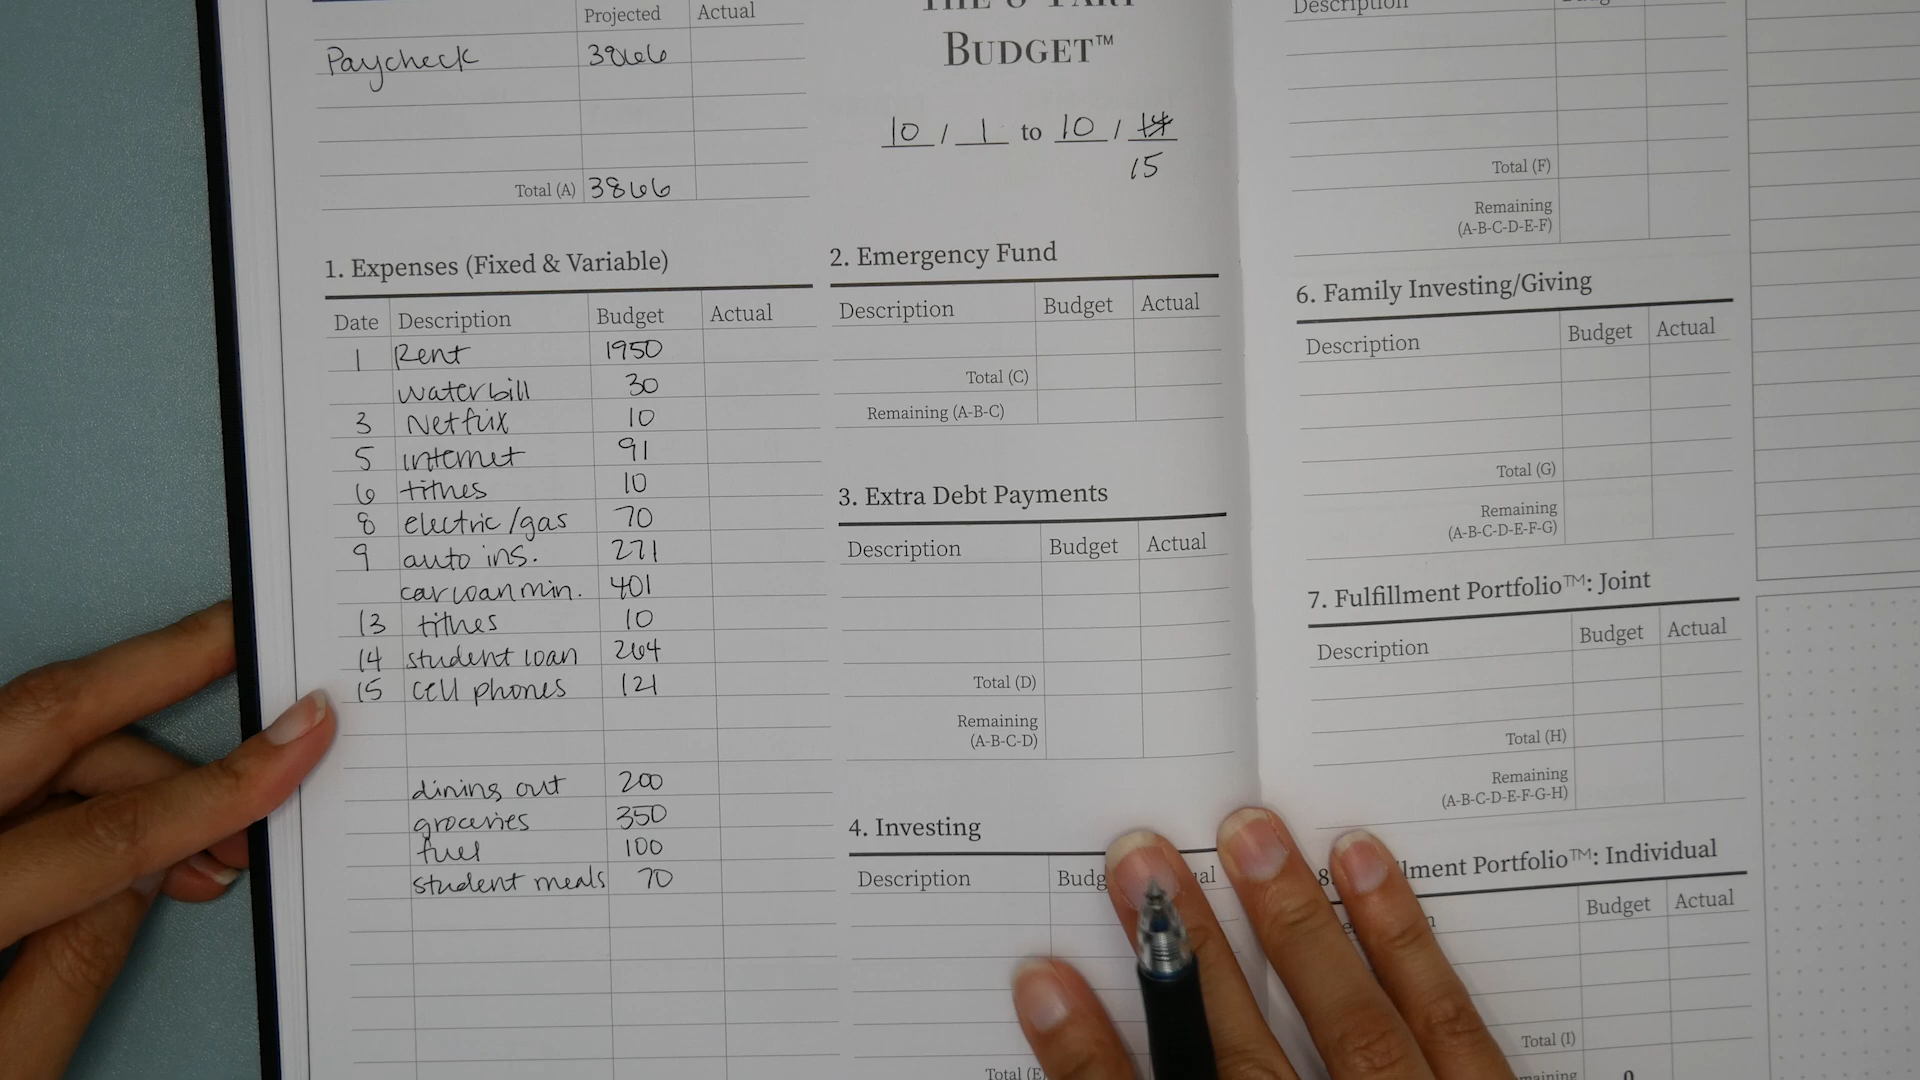 Projected Actual
Paycheck 3866
Total (A) 3866
BUDGET™
10 / 1 to 10 / 14
15
1. Expenses (Fixed & Variable)
Date Description Budget Actual
1 Rent 1950
water bill 30
3 Netflix 10
5 internet 91
6 tithes 10
8 electric/gas 70
9 auto ins. 271
car loan min. 401
13 tithes 10
14 student loan 264
15 cell phones 121
dining out 200
groceries 350
fuel 100
student meals 70
2. Emergency Fund
Description Budget Actual
Total (C)
Remaining (A-B-C)
3. Extra Debt Payments
Description Budget Actual
Total (D)
Remaining
(A-B-C-D)
4. Investing
Description
Total (E)
Description
Total (F)
Remaining
(A-B-C-D-E-F)
6. Family Investing/Giving
Description Budget Actual
Total (G)
Remaining
(A-B-C-D-E-F-G)
7. Fulfillment Portfolio™: Joint
Description Budget Actual
Total (H)
Remaining
(A-B-C-D-E-F-G-H)
8. Portfolio™: Individual
Budget Actual
Total (I)
0